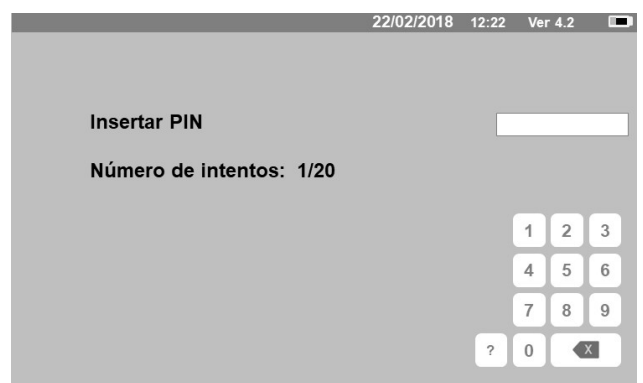 22/02/2018 12:22 Ver 4.2
Insertar PIN
Número de intentos: 1/20
1 2 3
4 5 6
7 8 9
? 0 X